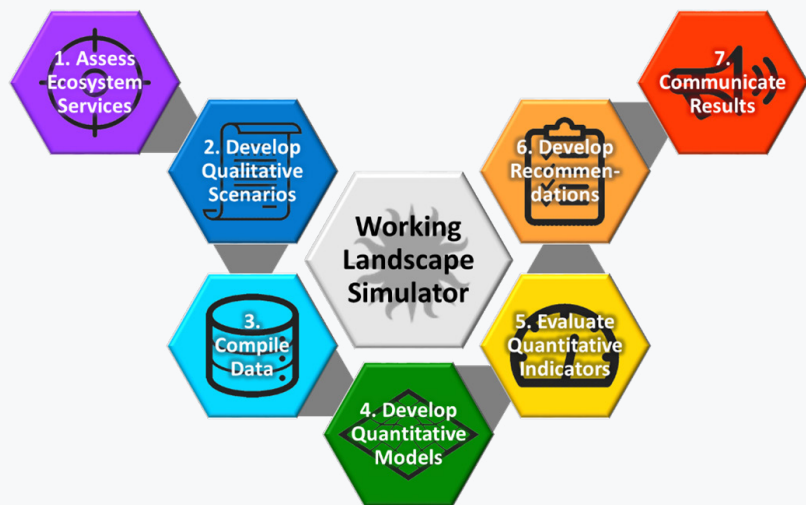 1. Assess
Ecosystem
Services
2. Develop
Qualitative
Scenarios
3.
Compile
Data
4. Develop
Quantitative
Models
5. Evaluate
Quantitative
Indicators
6. Develop
Recommen-
dations
7.
Communicate
Results
Working
Landscape
Simulator